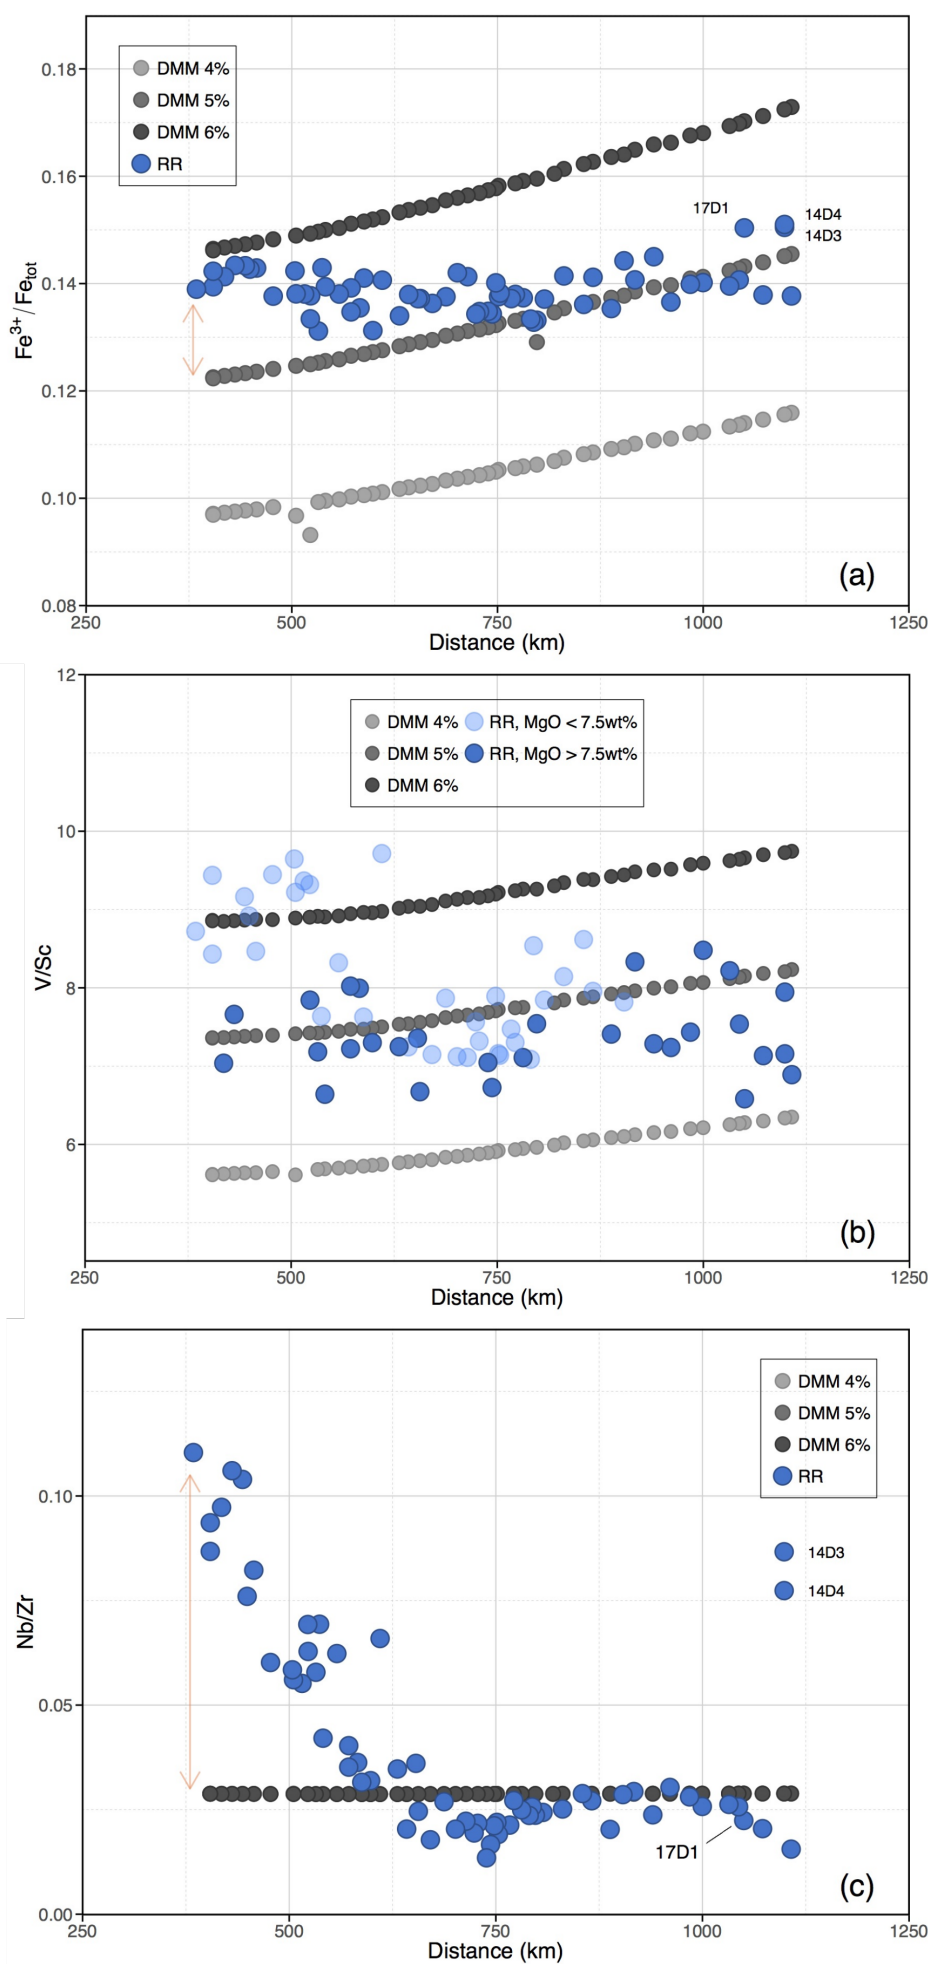 0.18
0.16
0.14
0.12
0.10
0.08
Fe3+/Fetot
DMM 4%
DMM 5%
DMM 6%
RR
17D1
14D4
14D3
(a)
250 500 750 1000 1250
Distance (km)
12
10
8
6
V/Sc
DMM 4% RR, MgO < 7.5wt%
DMM 5% RR, MgO > 7.5wt%
DMM 6%
(b)
250 500 750 1000 1250
Distance (km)
0.10
0.05
0.00
Nb/Zr
DMM 4%
DMM 5%
DMM 6%
RR
14D3
14D4
17D1
(c)
250 500 750 1000 1250
Distance (km)